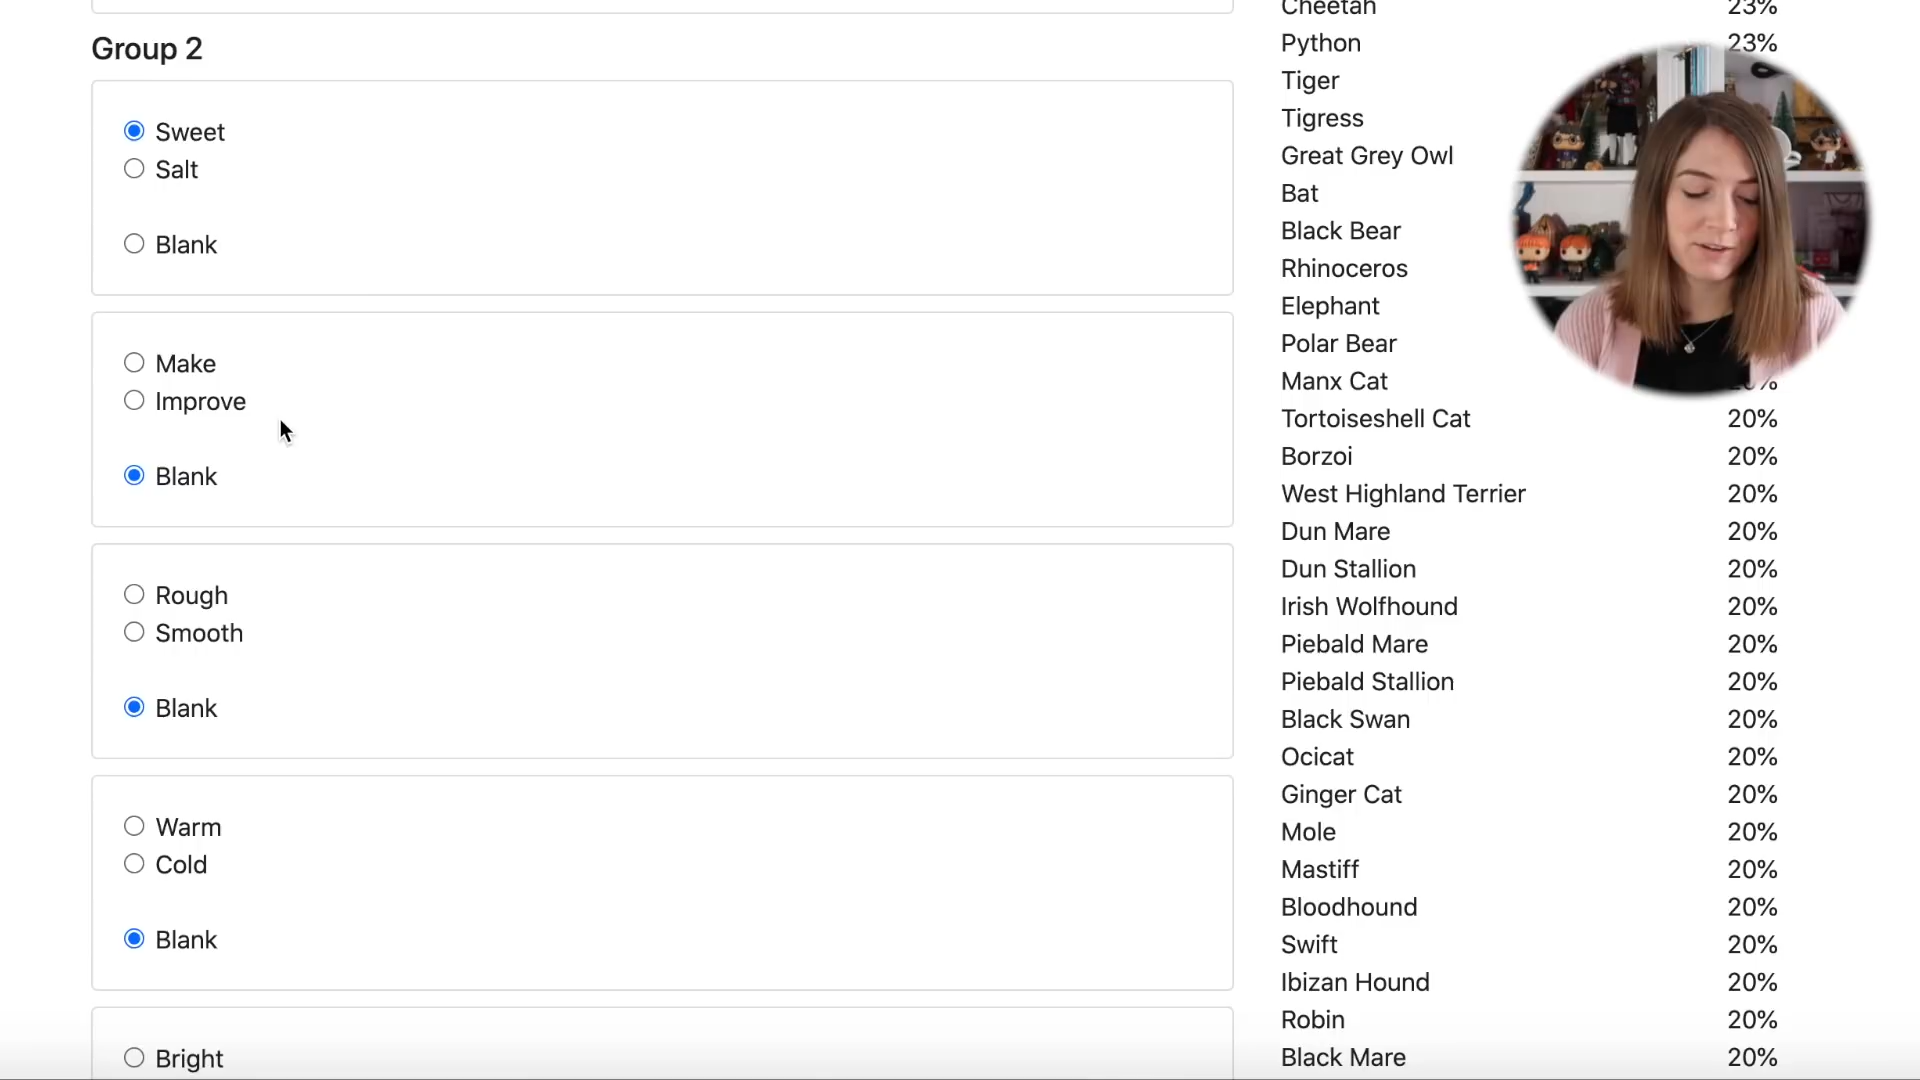 Group 2
Sweet
Salt
Blank
Make
Improve
Blank
Rough
Smooth
Blank
Warm
Cold
Blank
Bright
Cheetah 23%
Python 23%
Tiger
Tigress
Great Grey Owl
Bat
Black Bear
Rhinoceros
Elephant
Polar Bear
Manx Cat
Tortoiseshell Cat 20%
Borzoi 20%
West Highland Terrier 20%
Dun Mare 20%
Dun Stallion 20%
Irish Wolfhound 20%
Piebald Mare 20%
Piebald Stallion 20%
Black Swan 20%
Ocicat 20%
Ginger Cat 20%
Mole 20%
Mastiff 20%
Bloodhound 20%
Swift 20%
Ibizan Hound 20%
Robin 20%
Black Mare 20%